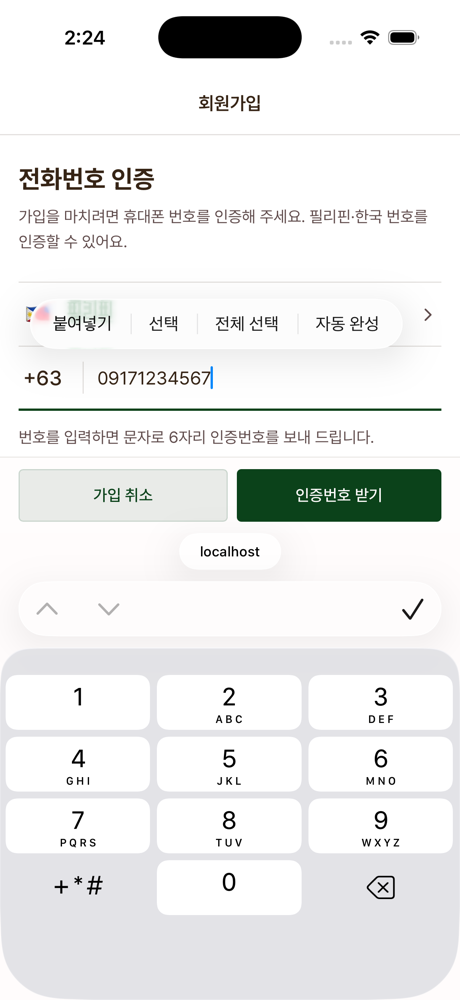 2:24
회원가입
전화번호 인증
가입을 마치려면 휴대폰 번호를 인증해 주세요. 필리핀·한국 번호를
인증할 수 있어요.
붙여넣기 선택 전체 선택 자동 완성
+63 09171234567
번호를 입력하면 문자로 6자리 인증번호를 보내 드립니다.
가입 취소 인증번호 받기
localhost
1 2 3
ABC DEF
4 5 6
GHI JKL MNO
7 8 9
PQRS TUV WXYZ
+*# 0